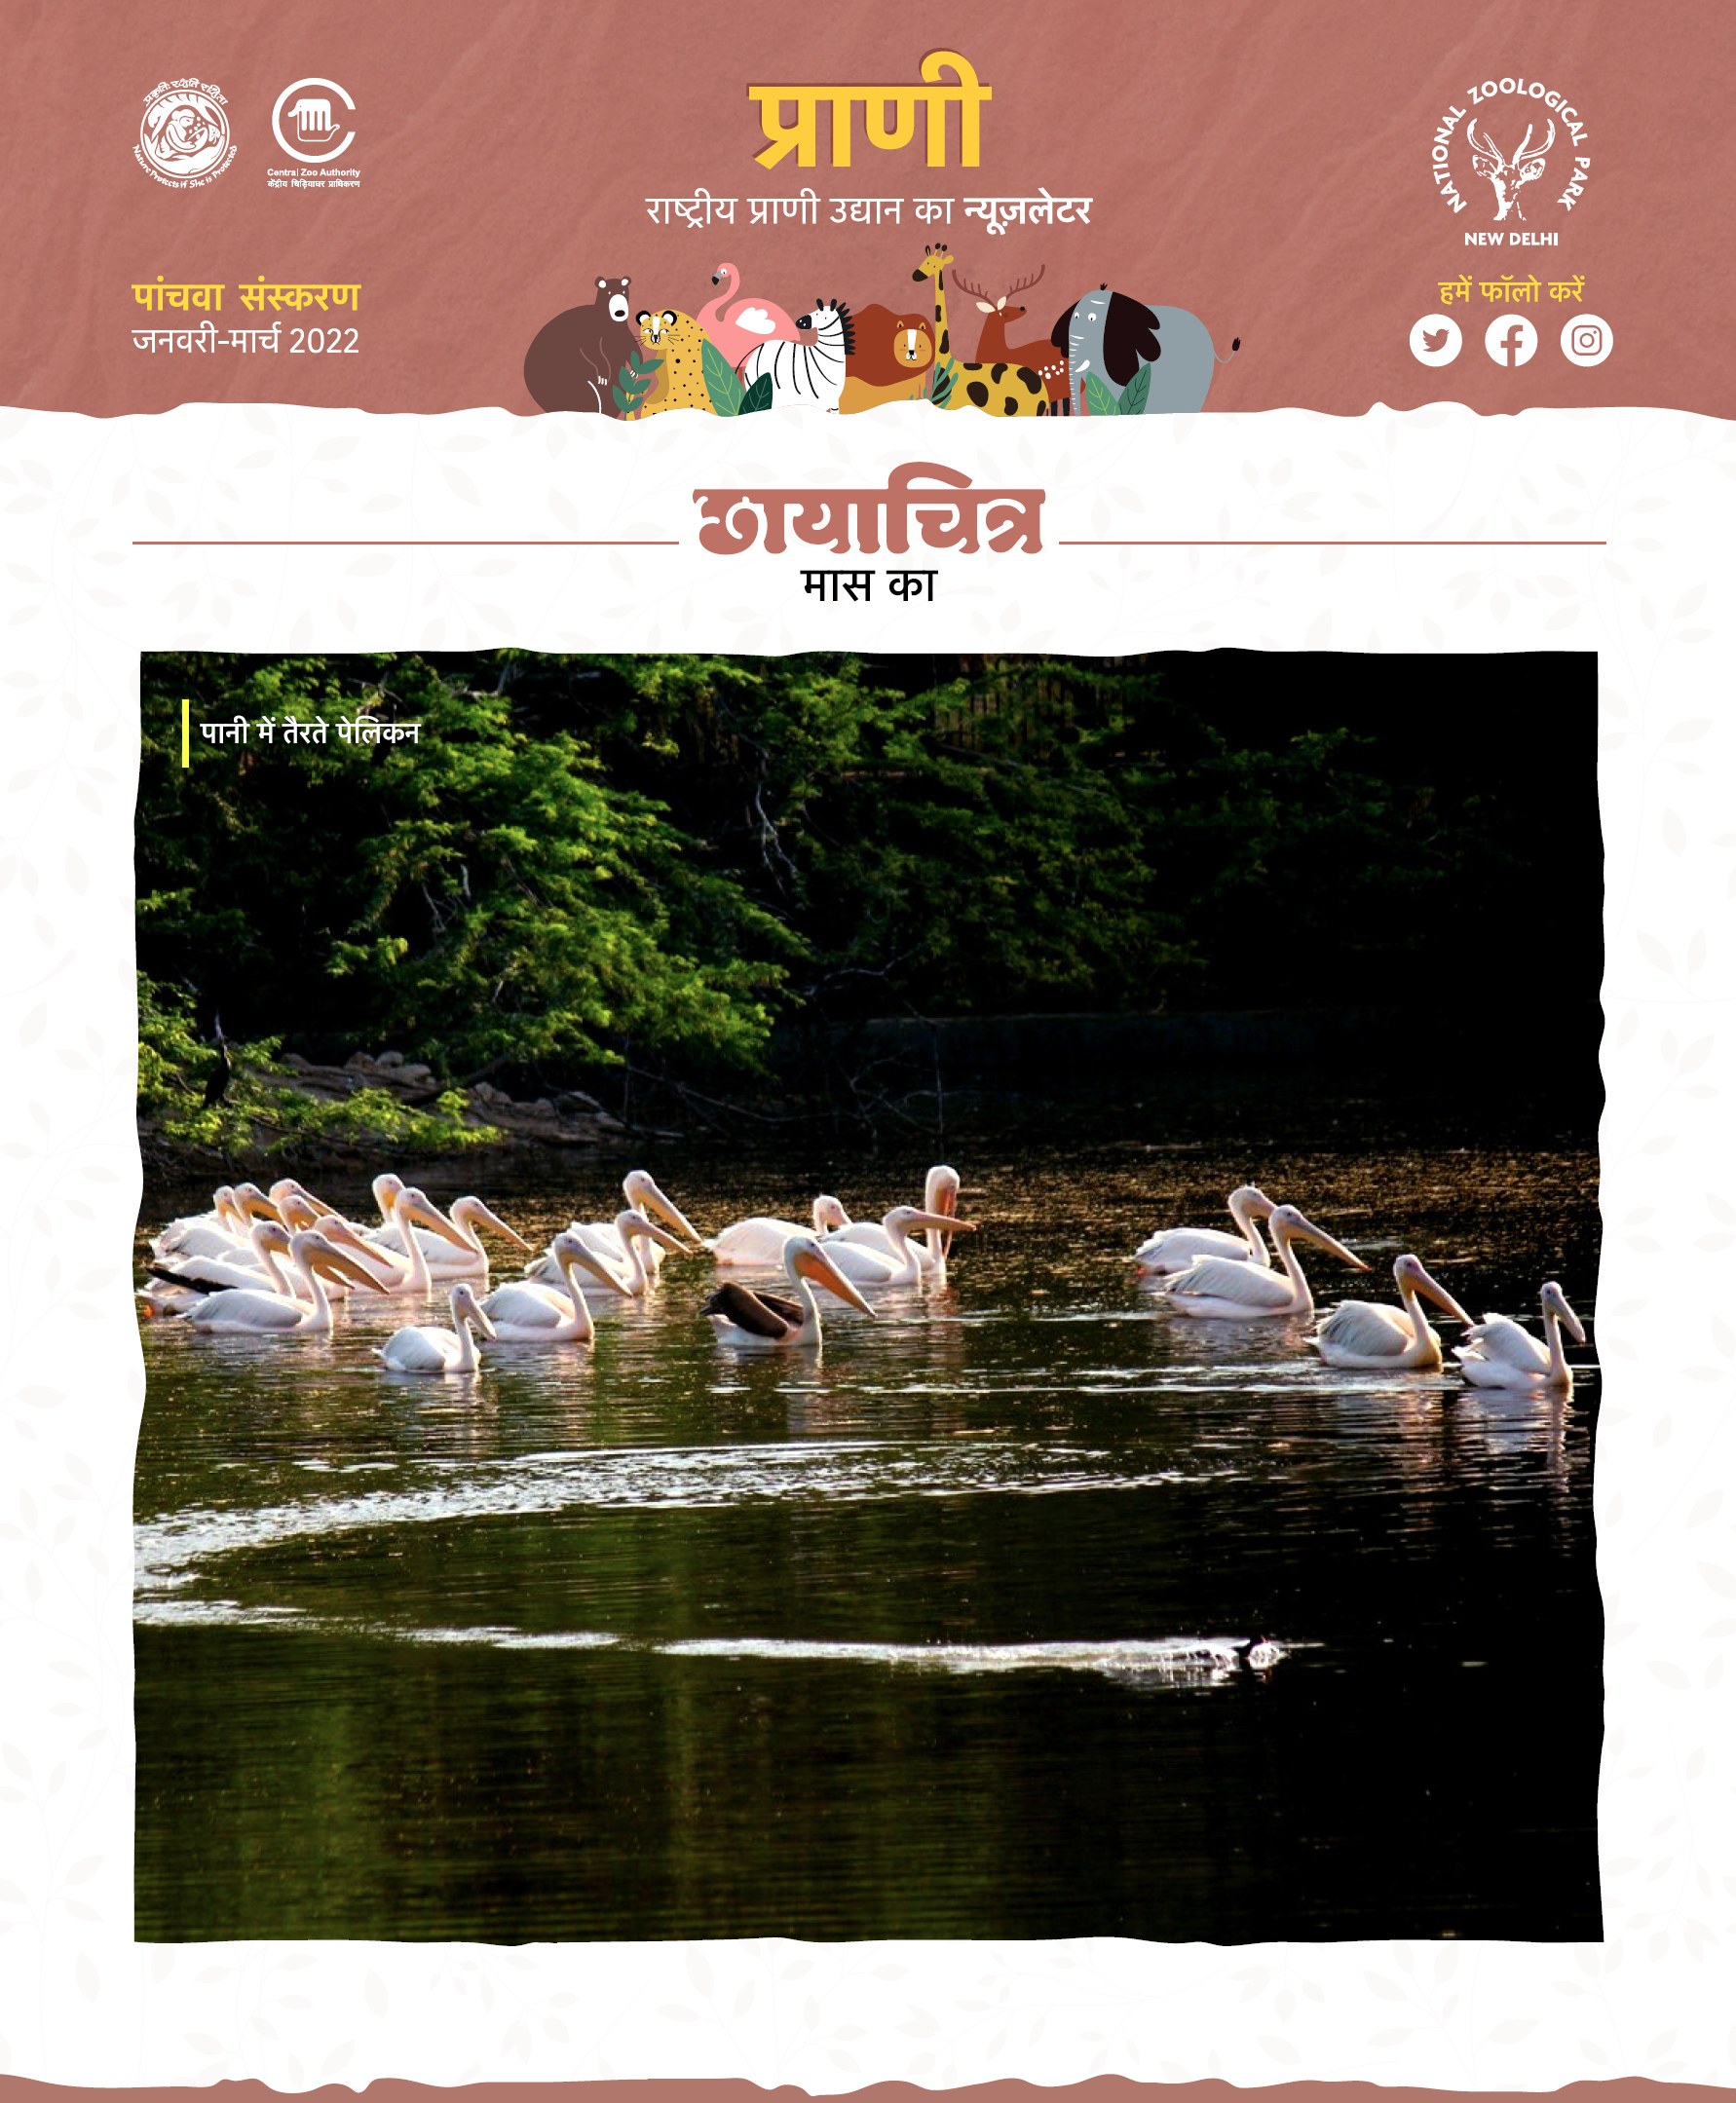 प्रकृतिः रक्षति रक्षिता
Nature Protects if She is Protected
Central Zoo Authority
केंद्रीय चिड़ियाघर प्राधिकरण
प्राणी
राष्ट्रीय प्राणी उद्यान का न्यूज़लेटर
NATIONAL ZOOLOGICAL PARK
NEW DELHI
पांचवा संस्करण
जनवरी-मार्च 2022
हमें फॉलो करें
छायाचित्र
मास का
पानी में तैरते पेलिकन